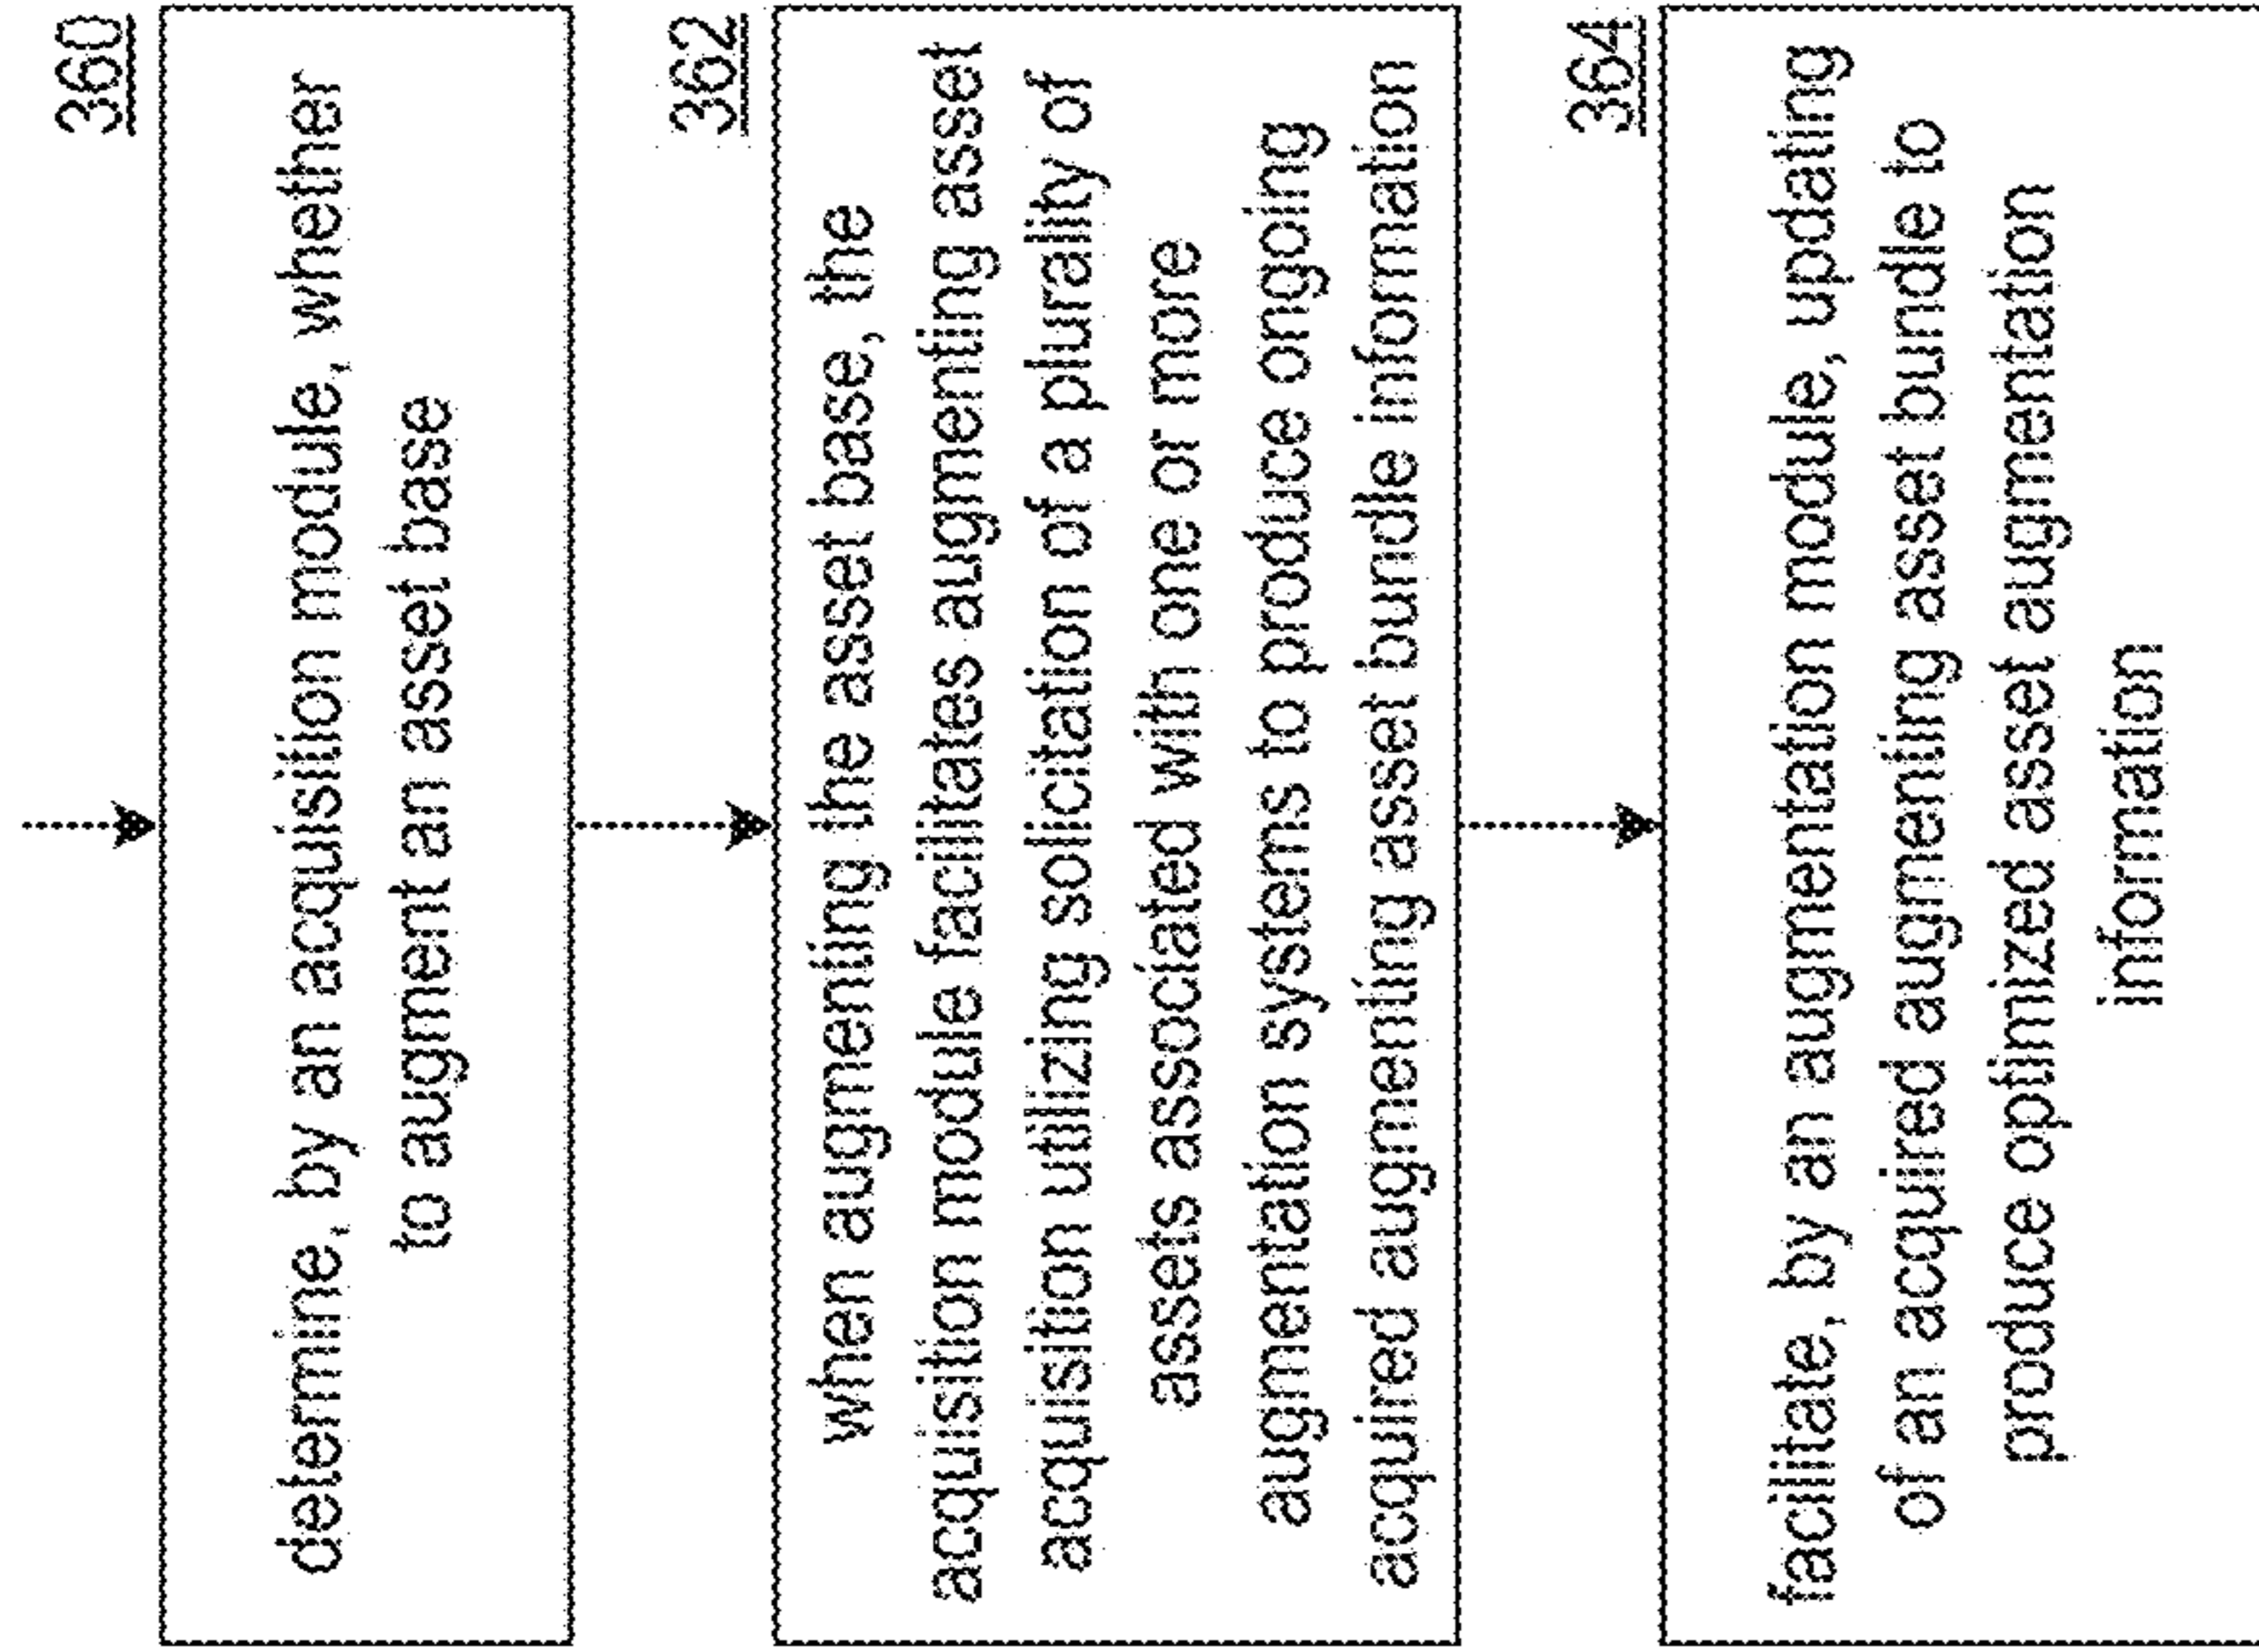 360
determine, by an acquisition module, whether
to augment an asset base
362
when augmenting the asset base, the
acquisition module facilitates augmenting asset
acquisition utilizing solicitation of a plurality of
assets associated with one or more
augmentation systems to produce ongoing
acquired augmenting asset bundle information
364
facilitate, by an augmentation module, updating
of an acquired augmenting asset bundle to
produce optimized asset augmentation
information